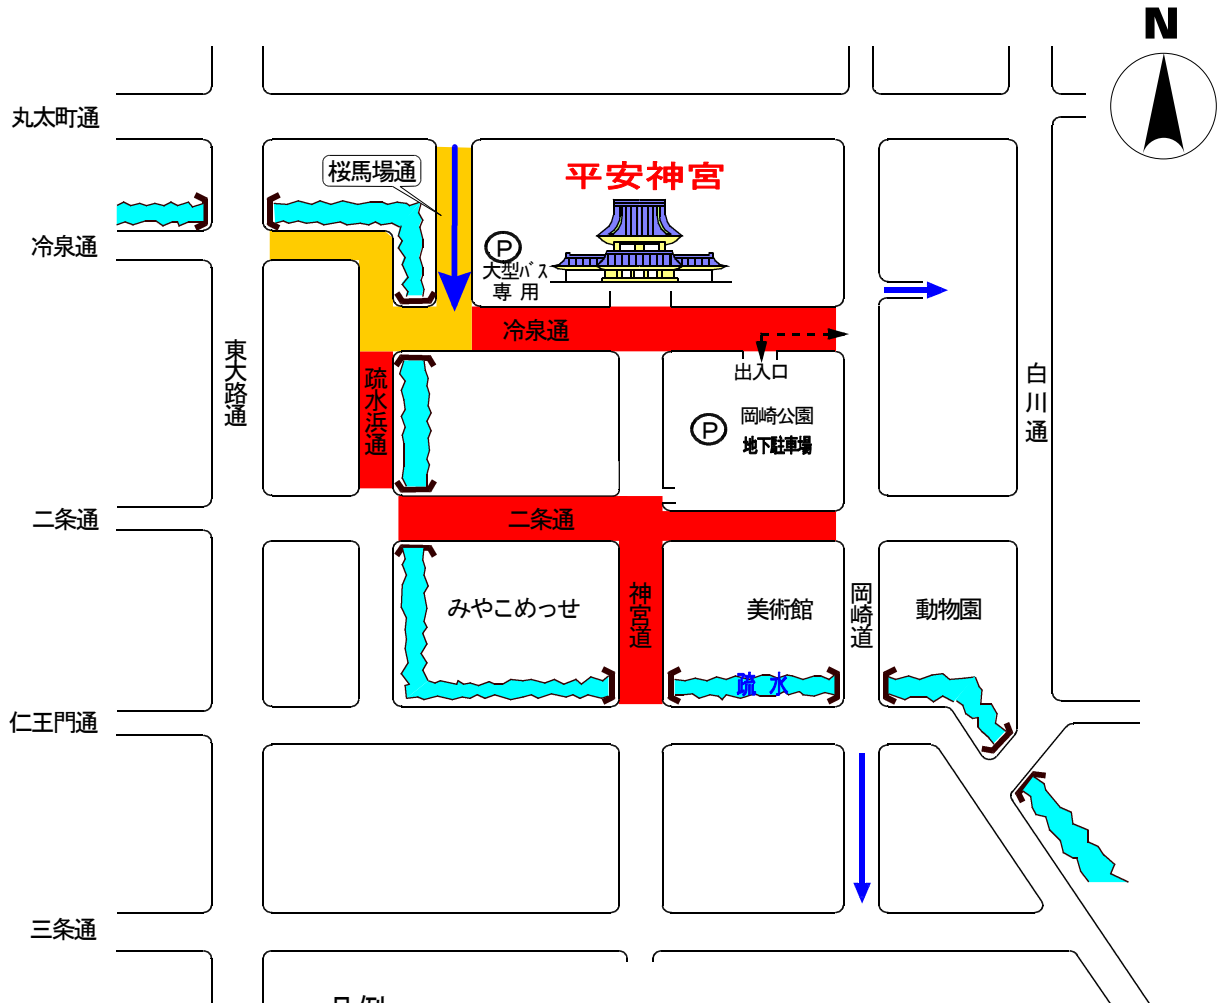 N
丸太町通
桜馬場通
平安神宮
冷泉通
P
大型バス
専用
冷泉通
東大路通
疏水浜通
出入口
P
岡崎公園
地下駐車場
白川通
二条通
二条通
みやこめっせ
神宮道
美術館
岡崎道
動物園
疏水
仁王門通
三条通